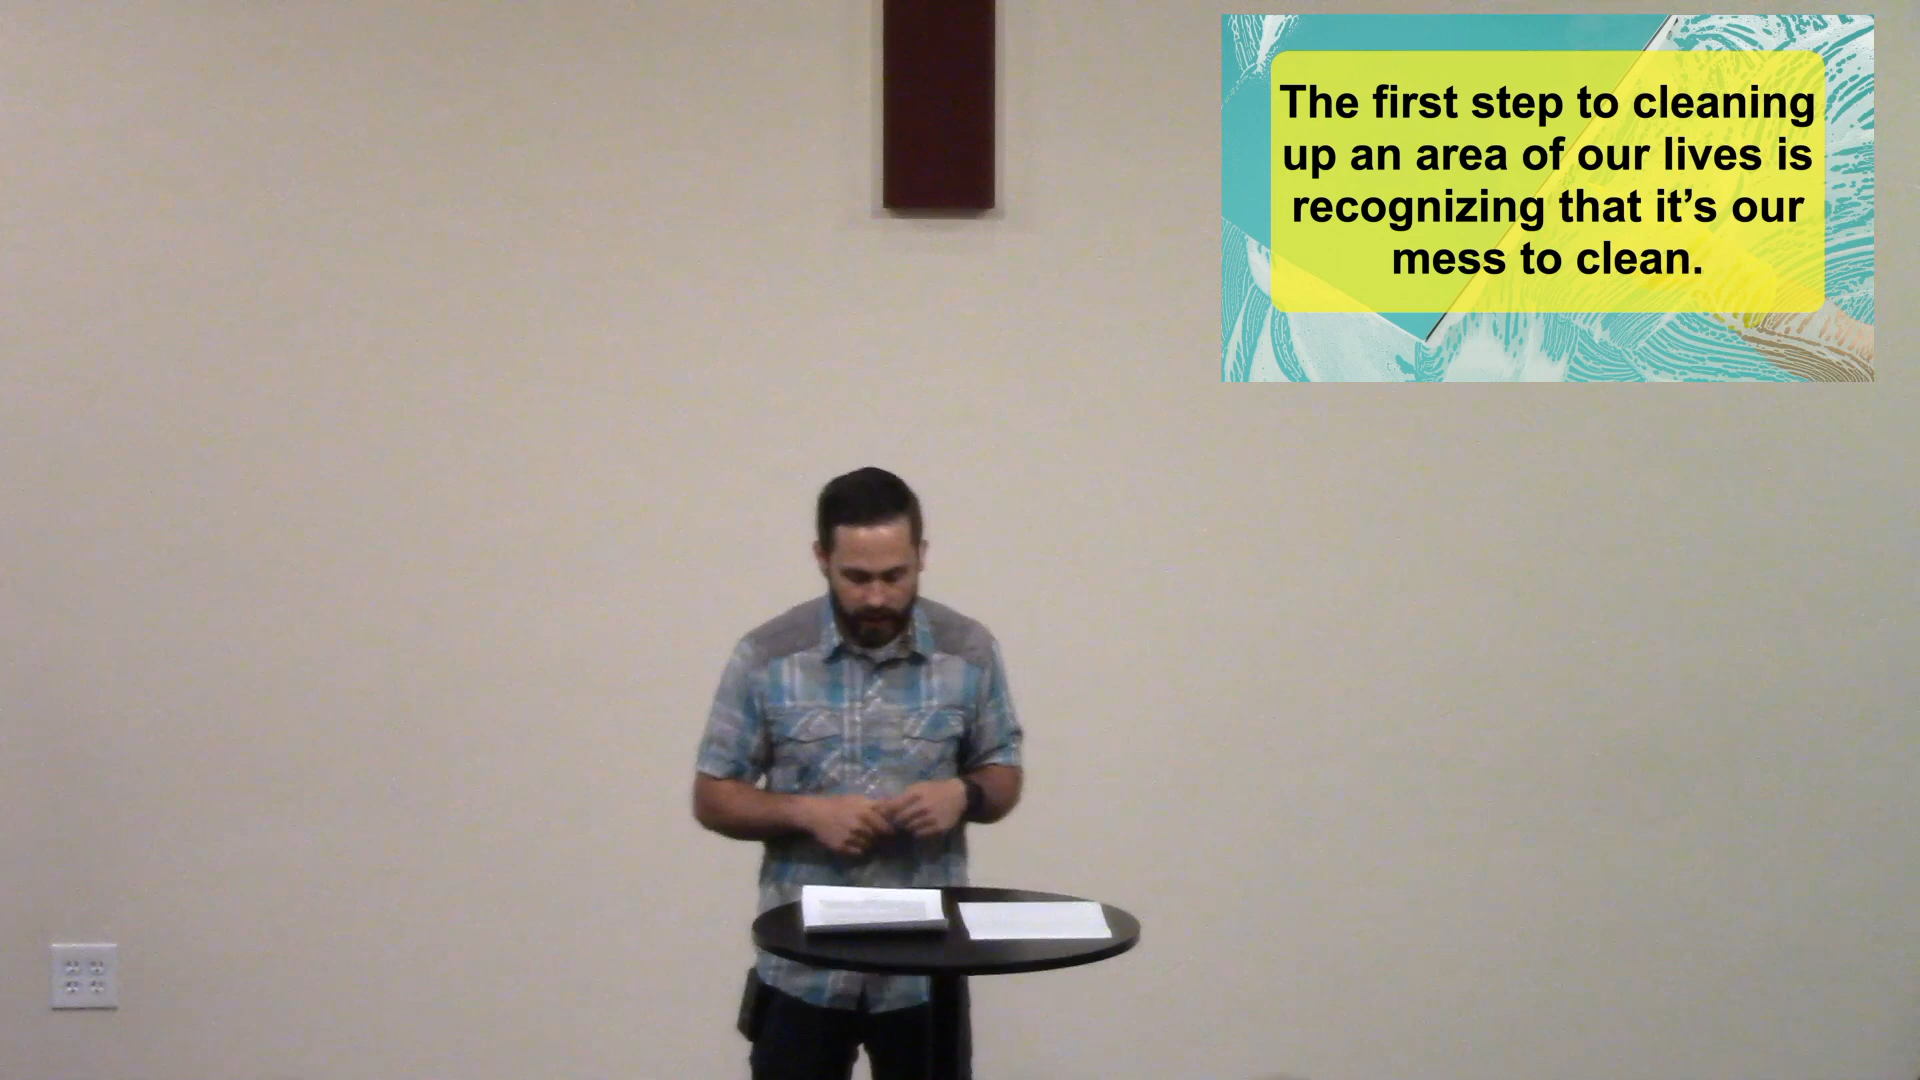 The first step to cleaning
up an area of our lives is
recognizing that it’s our
mess to clean.